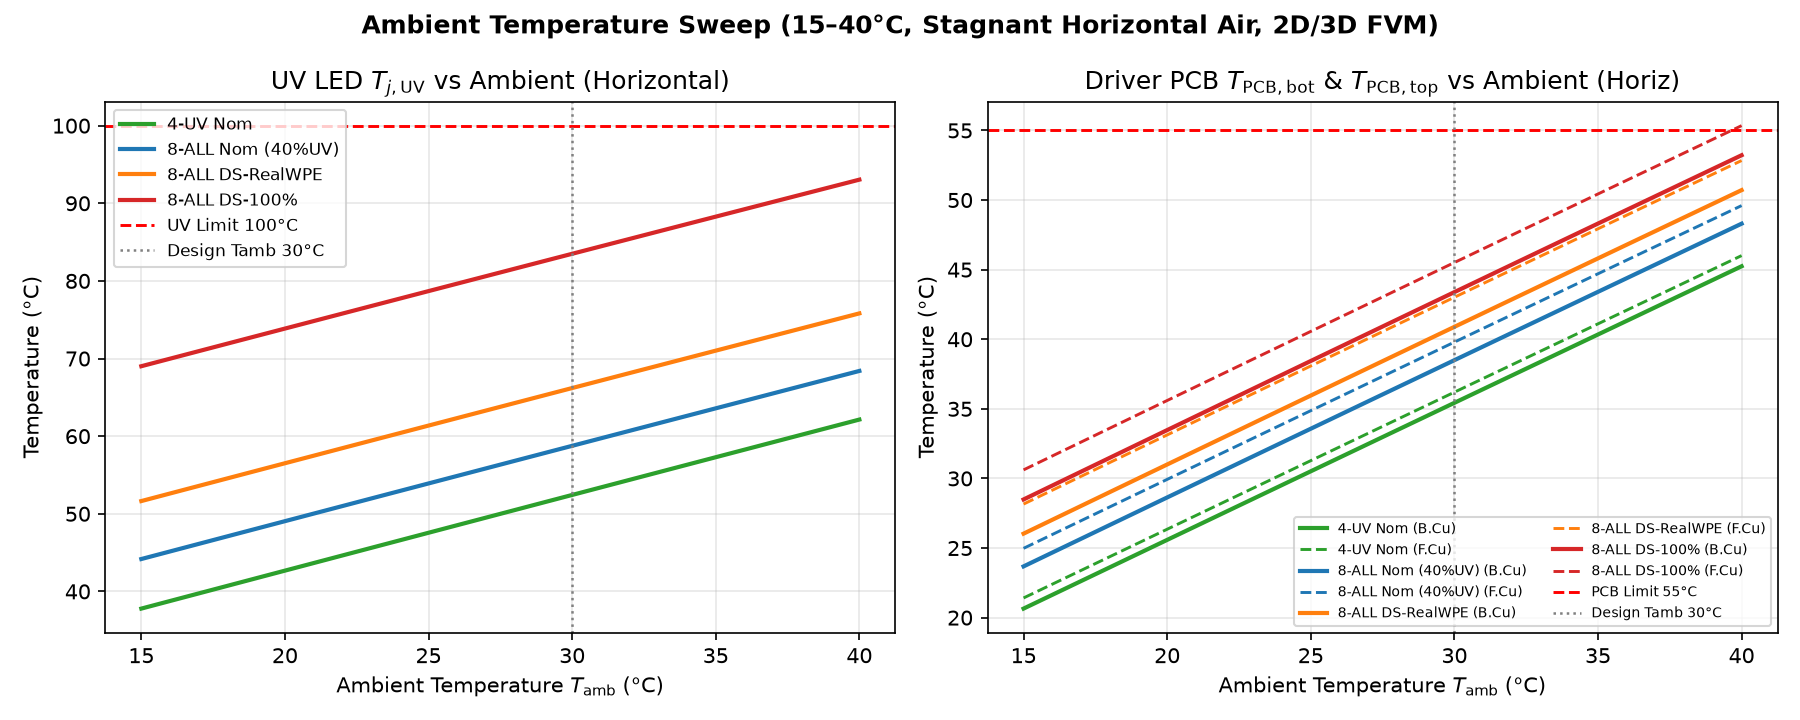 Ambient Temperature Sweep (15–40°C, Stagnant Horizontal Air, 2D/3D FVM)
UV LED Tj, UV vs Ambient (Horizontal)
Temperature (°C)
100
90
80
70
60
50
40
4-UV Nom
8-ALL Nom (40%UV)
8-ALL DS-RealWPE
8-ALL DS-100%
UV Limit 100°C
Design Tamb 30°C
15 20 25 30 35 40
Ambient Temperature Tamb (°C)
Driver PCB TPCB, bot & TPCB, top vs Ambient (Horiz)
Temperature (°C)
55
50
45
40
35
30
25
20
4-UV Nom (B.Cu)
4-UV Nom (F.Cu)
8-ALL Nom (40%UV) (B.Cu)
8-ALL Nom (40%UV) (F.Cu)
8-ALL DS-RealWPE (B.Cu)
8-ALL DS-RealWPE (F.Cu)
8-ALL DS-100% (B.Cu)
8-ALL DS-100% (F.Cu)
PCB Limit 55°C
Design Tamb 30°C
15 20 25 30 35 40
Ambient Temperature Tamb (°C)